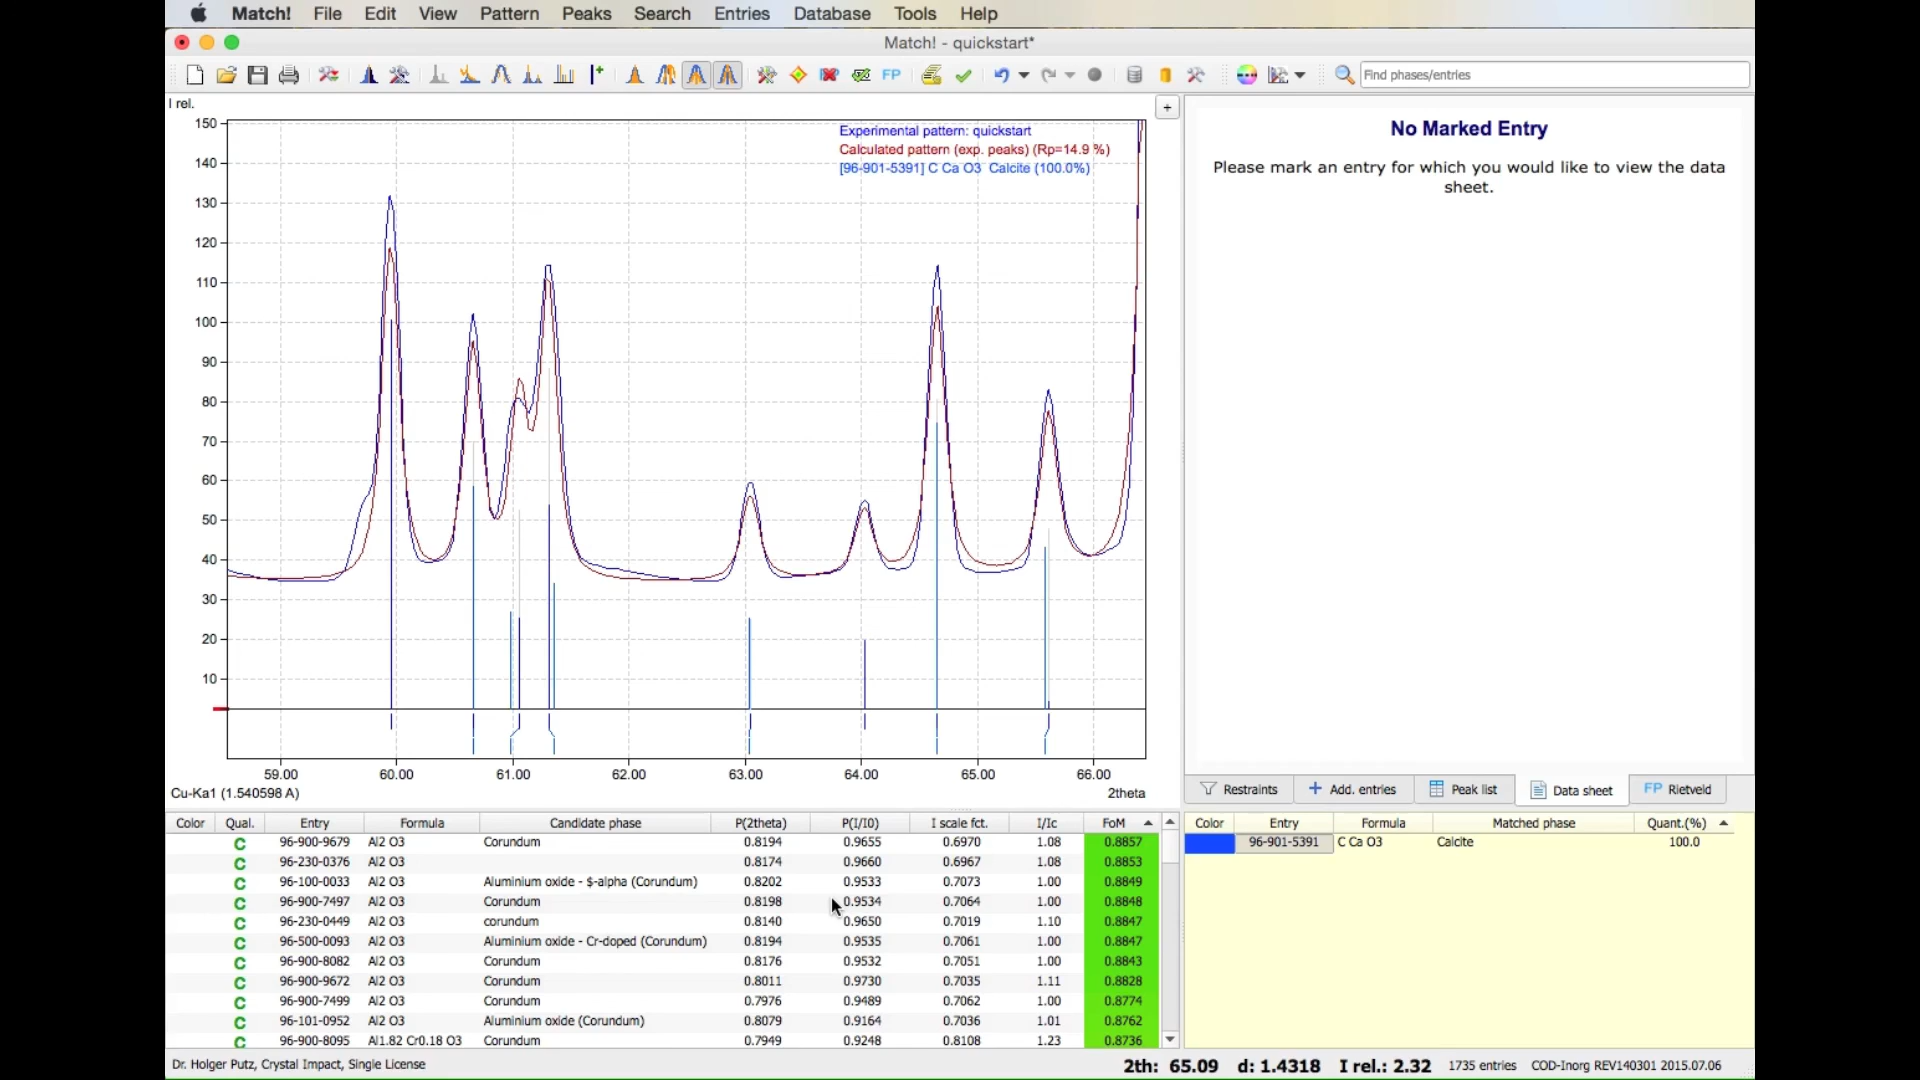 Match! File Edit View Pattern Peaks Search Entries Database Tools Help
Match! - quickstart*
FP Find phases/entries
I rel.
+
150
140
130
120
110
100
90
80
70
60
50
40
30
20
10
Experimental pattern: quickstart
Calculated pattern (exp. peaks) (Rp=14.9 %)
[96-901-5391] C Ca O3 Calcite (100.0%)
59.00 60.00 61.00 62.00 63.00 64.00 65.00 66.00
Cu-Ka1 (1.540598 A) 2theta
No Marked Entry
Please mark an entry for which you would like to view the data
sheet.
Restraints + Add. entries Peak list Data sheet FP Rietveld
Color Qual. Entry Formula Candidate phase P(2theta) P(I/I0) I scale fct. I/Ic FoM
C 96-900-9679 Al2 O3 Corundum 0.8194 0.9655 0.6970 1.08 0.8857
C 96-230-0376 Al2 O3 0.8174 0.9660 0.6967 1.08 0.8853
C 96-100-0033 Al2 O3 Aluminium oxide - $-alpha (Corundum) 0.8202 0.9533 0.7073 1.00 0.8849
C 96-900-7497 Al2 O3 Corundum 0.8198 0.9534 0.7064 1.00 0.8848
C 96-230-0449 Al2 O3 corundum 0.8140 0.9650 0.7019 1.10 0.8847
C 96-500-0093 Al2 O3 Aluminium oxide - Cr-doped (Corundum) 0.8194 0.9535 0.7061 1.00 0.8847
C 96-900-8082 Al2 O3 Corundum 0.8176 0.9532 0.7051 1.00 0.8843
C 96-900-9672 Al2 O3 Corundum 0.8011 0.9730 0.7035 1.11 0.8828
C 96-900-7499 Al2 O3 Corundum 0.7976 0.9489 0.7062 1.00 0.8774
C 96-101-0952 Al2 O3 Aluminium oxide (Corundum) 0.8079 0.9164 0.7036 1.01 0.8762
C 96-900-8095 Al1.82 Cr0.18 O3 Corundum 0.7949 0.9248 0.8108 1.23 0.8736
Color Entry Formula Matched phase Quant.(%)
96-901-5391 C Ca O3 Calcite 100.0
Dr. Holger Putz, Crystal Impact, Single License
2th: 65.09 d: 1.4318 I rel.: 2.32 1735 entries COD-Inorg REV140301 2015.07.06